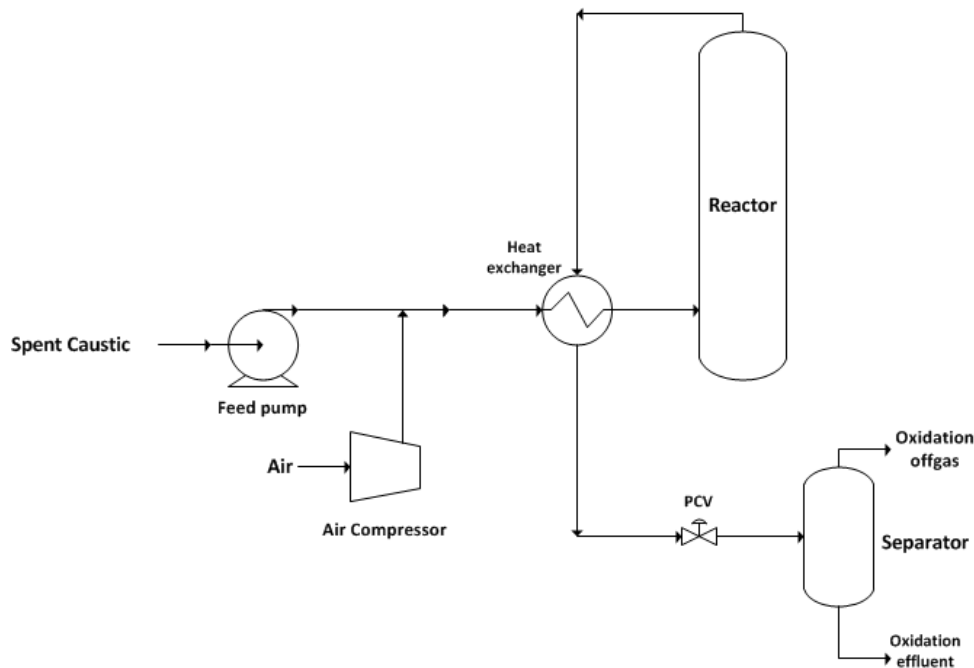 Reactor
Heat
exchanger
Spent Caustic
Feed pump
Air
Air Compressor
PCV
Oxidation
offgas
Separator
Oxidation
effluent